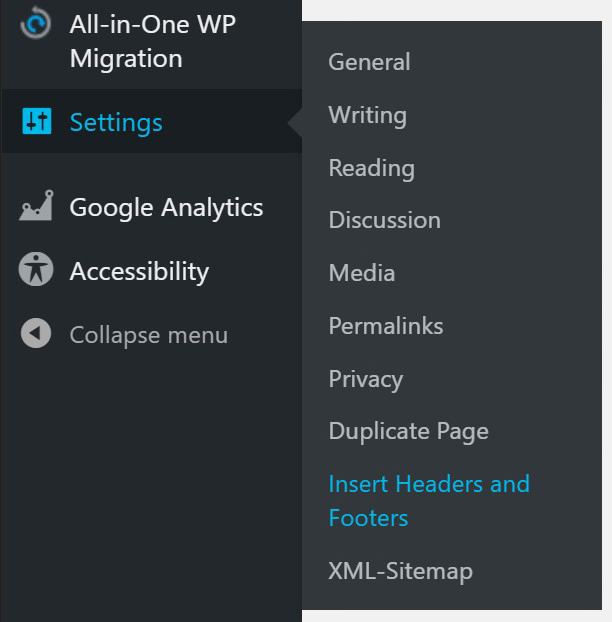 All-in-One WP
Migration
Settings
Google Analytics
Accessibility
Collapse menu
General
Writing
Reading
Discussion
Media
Permalinks
Privacy
Duplicate Page
Insert Headers and
Footers
XML-Sitemap